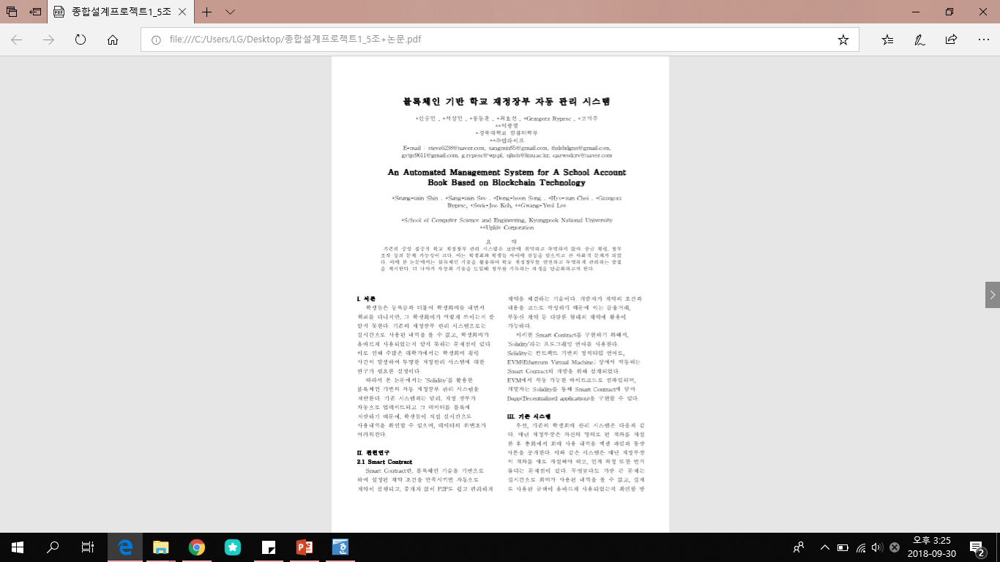 종합설계프로젝트1_5조
file:///C:/Users/LG/Desktop/종합설계프로젝트1_5조+논문.pdf
블록체인 기반 학교 재정장부 자동 관리 시스템
*신승민 , *서상민 , *송동훈 , *최효선 , *Grzegorz Rypesc , *고석주
**이광열
*경북대학교 컴퓨터학부
**㈜업라이프
E-mail : steve6238@naver.com, sangmin95@gmail.com, thdehdgns@gmail.com,
gytjs9611@gmail.com, g.rypesc@wp.pl, sjkoh@knu.ac.kr, qarwsdcrv@naver.com
An Automated Management System for A School Account
Book Based on Blockchain Technology
*Seung-min Shin , *Sang-min Seo , *Dong-hoon Song , *Hyo-sun Choi , *Grzegorz
Rypesc, *Seok-Joo Koh, **Gwang-Yeol Lee
*School of Computer Science and Engineering, Kyungpook National University
**Uplife Corporation
요 약
기존의 중앙 집중적 학교 재정장부 관리 시스템은 보안에 취약하고 투명하지 않아 공금 횡령, 장부
조작 등의 문제 가능성이 크다. 이는 학생회와 학생들 사이에 갈등을 일으키고 큰 사회적 문제가 되었
다. 이에 본 논문에서는 블록체인 기술을 활용하여 학교 재정장부를 안전하고 투명하게 관리하는 방법
을 제시한다. 더 나아가 자동화 기술을 도입해 장부를 기록하는 과정을 단순화하고자 한다.
I. 서론
학생들은 등록금과 더불어 학생회비를 내면서
학교를 다니지만, 그 학생회비가 어떻게 쓰이는지 잘
알지 못한다. 기존의 재정장부 관리 시스템으로는
실시간으로 사용된 내역을 볼 수 없고, 학생회비가
올바르게 사용되었는지 알지 못하는 문제점이 있다.
이로 인해 수많은 대학가에서는 학생회비 횡령
사건이 발생하여 투명한 재정관리 시스템에 대한
연구가 필요한 실정이다.
따라서 본 논문에서는 'Solidity'를 활용한
블록체인 기반의 자동 재정장부 관리 시스템을
제안한다. 기존 시스템과는 달리, 재정 장부가
자동으로 업데이트되고 그 데이터를 블록에
저장하기 때문에, 학생들이 직접 실시간으로
사용내역을 확인할 수 있으며, 데이터의 위변조가
어려워진다.
II. 관련연구
2.1 Smart Contract
Smart Contract란, 블록체인 기술을 기반으로
하여 설정된 계약 조건을 만족시키면 자동으로
계약이 실행되고, 중개자 없이 P2P로 쉽고 편리하게
계약을 체결하는 기술이다. 개발자가 계약의 조건과
내용을 코드로 작성하기 때문에 이는 금융거래,
부동산 계약 등 다양한 형태의 계약에 활용이
가능하다.
이러한 Smart Contract를 구현하기 위해서,
'Solidity'라는 프로그래밍 언어를 사용한다.
Solidity는 컨트랙트 기반의 정적타입 언어로,
EVM(Ethereum Virtual Machine) 상에서 작동하는
Smart Contract의 개발을 위해 설계되었다.
EVM에서 작동 가능한 바이트코드로 컴파일되며,
개발자는 Solidity를 통해 Smart Contract에 담아
Dapp(Decentralized application)을 구현할 수 있다.
III. 기존 시스템
우선, 기존의 학생회비 관리 시스템은 다음과 같
다. 매년 재정부장은 자신의 명의로 된 계좌를 개설
한 후 총회에서 회비 사용 내역을 엑셀 파일과 통장
사본을 공개한다. 이와 같은 시스템은 매년 재정부장
이 계좌를 새로 개설해야 하고, 인계 과정 또한 번거
롭다는 문제점이 있다. 무엇보다도 가장 큰 문제는
실시간으로 회비가 사용된 내역을 볼 수 없고, 실제
로 사용된 금액이 올바르게 사용되었는지 확인할 방
오후 3:25
2018-09-30
2